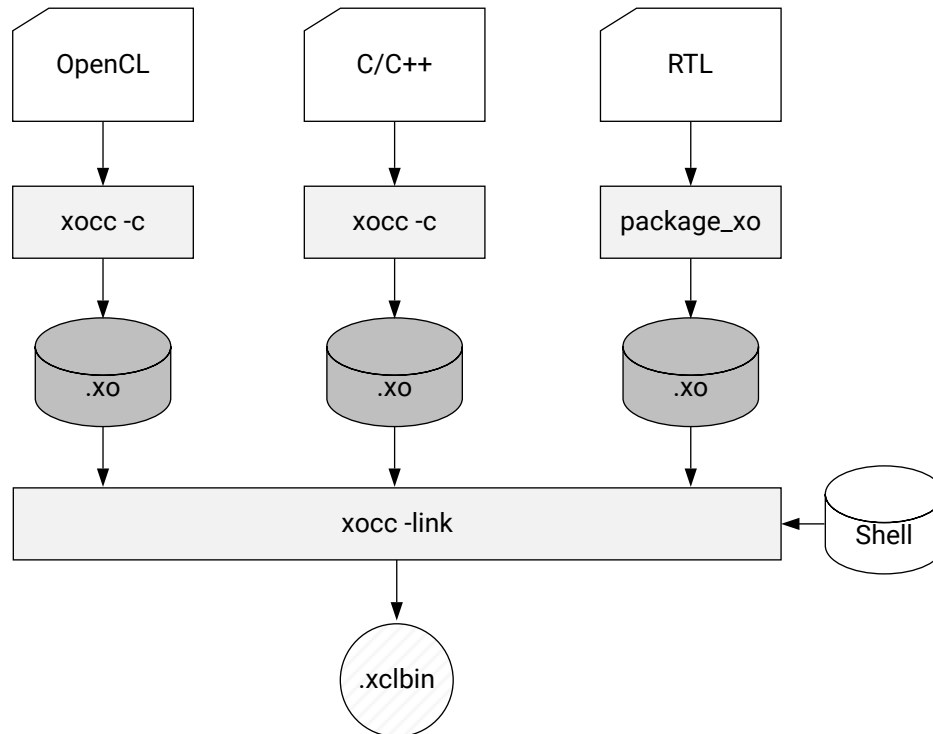 OpenCL
C/C++
RTL
xocc -c
xocc -c
package_xo
.xo
.xo
.xo
xocc -link
Shell
.xclbin